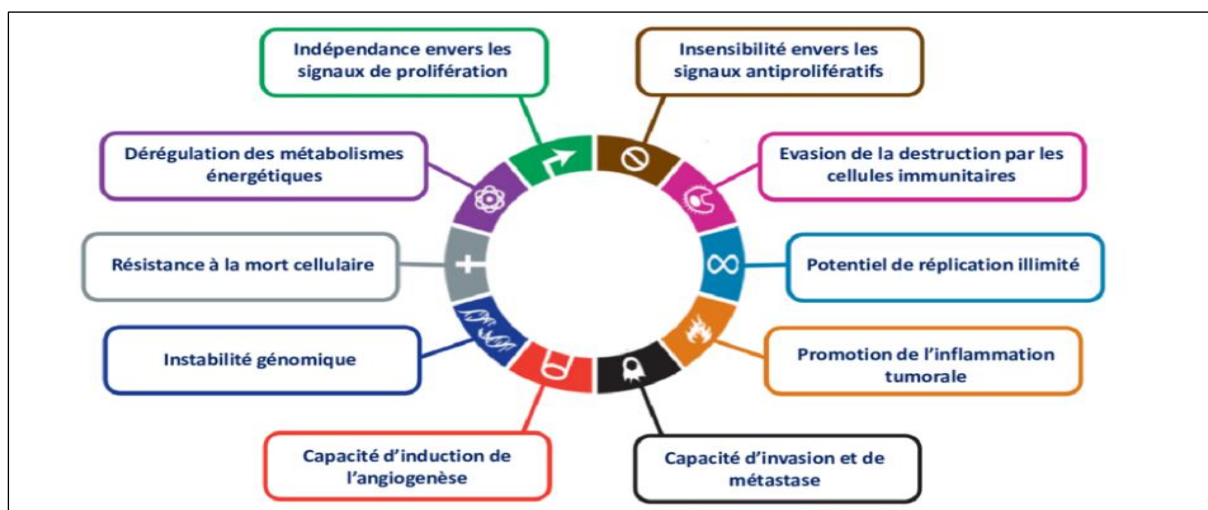 Indépendance envers les
signaux de prolifération
Insensibilité envers les
signaux antiprolifératifs
Dérégulation des métabolismes
énergétiques
Evasion de la destruction par les
cellules immunitaires
Résistance à la mort cellulaire
Potentiel de réplication illimité
Instabilité génomique
Promotion de l’inflammation
tumorale
Capacité d’induction de
l’angiogenèse
Capacité d’invasion et de
métastase